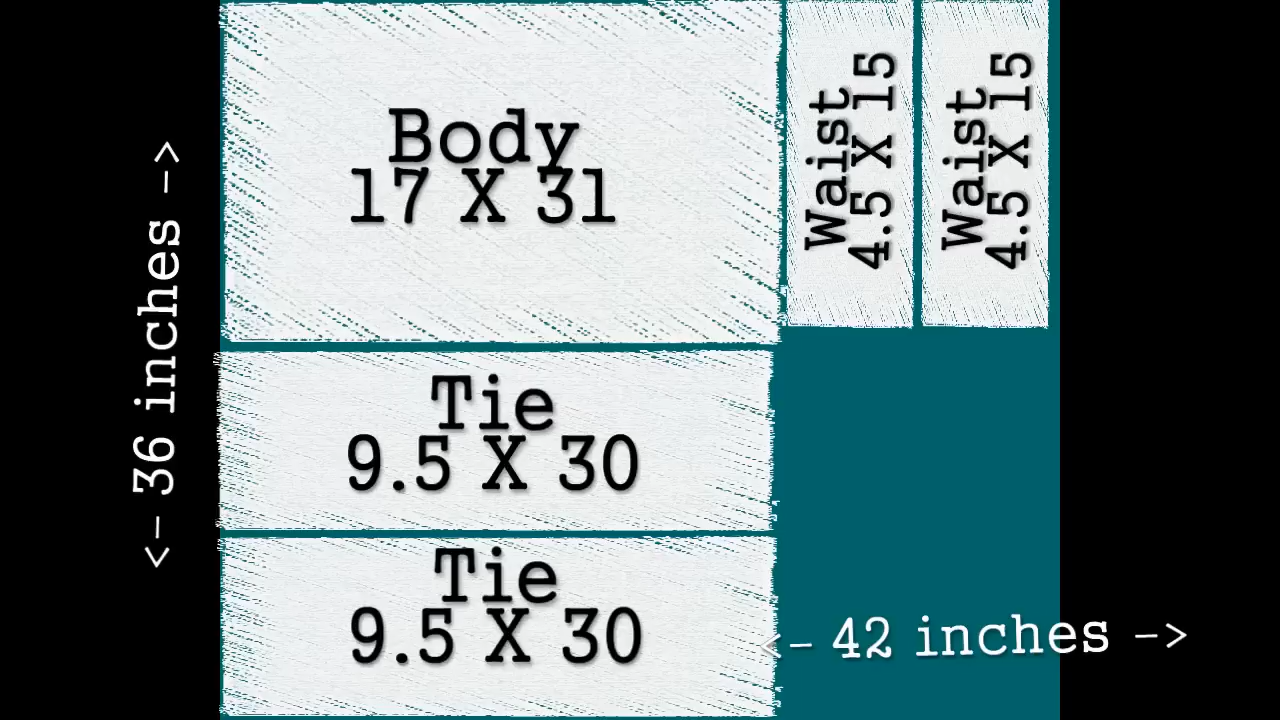 Body
17 X 31
Waist
4.5 X 15
Waist
4.5 X 15
<- 36 inches ->
Tie
9.5 X 30
Tie
9.5 X 30
<- 42 inches ->